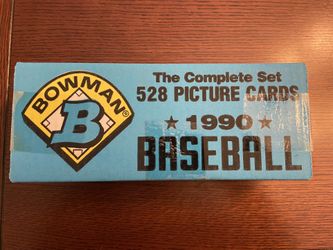 BOWMAN®
B
The Complete Set
528 PICTURE CARDS
★ 1990 ★
BASEBALL